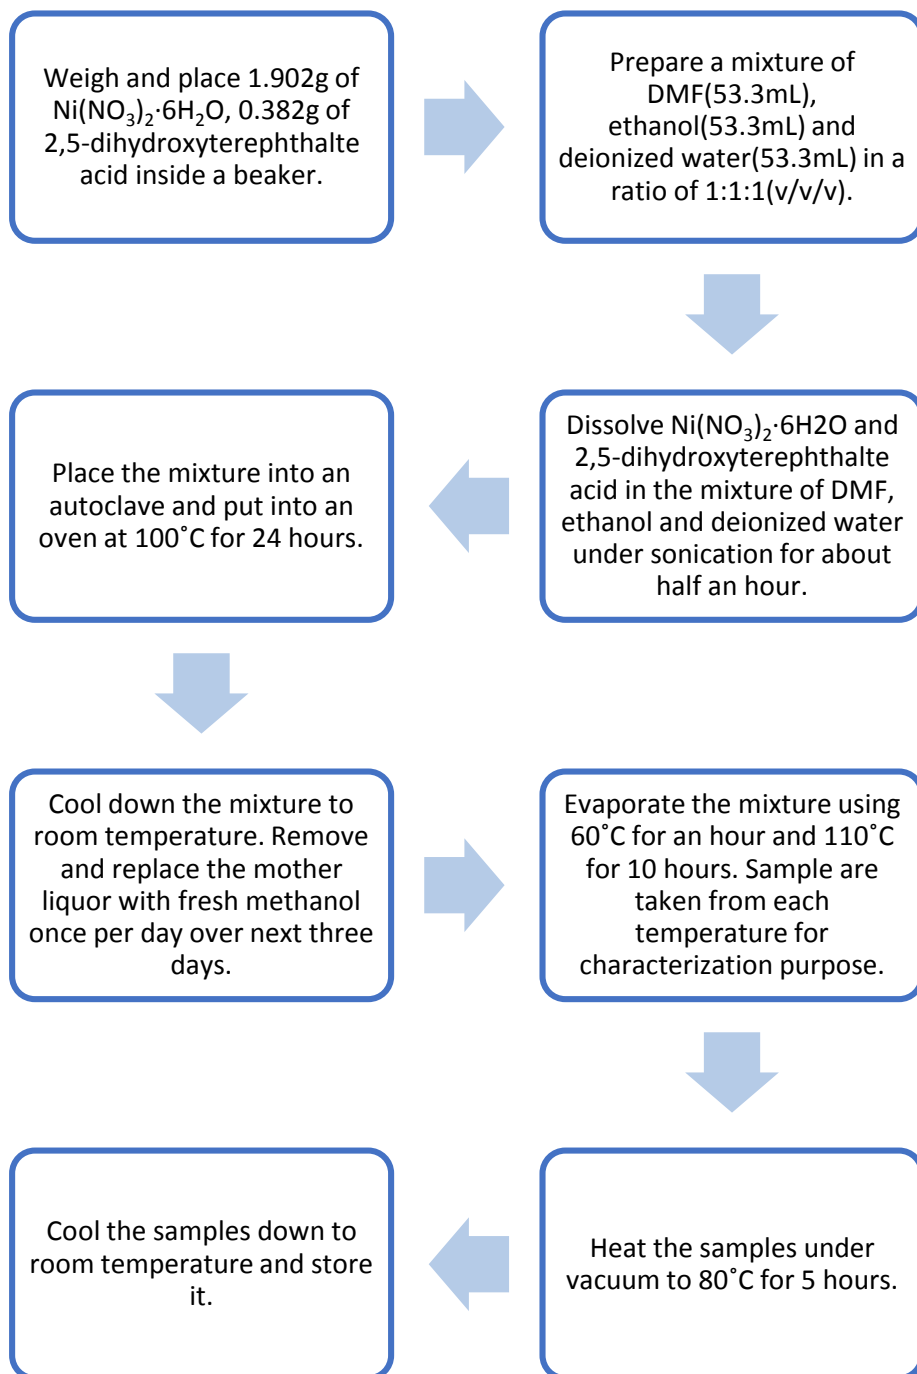 Weigh and place 1.902g of
Ni(NO₃)₂·6H₂O, 0.382g of
2,5-dihydroxyterephthalte
acid inside a beaker.
Prepare a mixture of
DMF(53.3mL),
ethanol(53.3mL) and
deionized water(53.3mL) in a
ratio of 1:1:1(v/v/v).
Dissolve Ni(NO₃)₂·6H2O and
2,5-dihydroxyterephthalte
acid in the mixture of DMF,
ethanol and deionized water
under sonication for about
half an hour.
Place the mixture into an
autoclave and put into an
oven at 100˚C for 24 hours.
Cool down the mixture to
room temperature. Remove
and replace the mother
liquor with fresh methanol
once per day over next three
days.
Evaporate the mixture using
60˚C for an hour and 110˚C
for 10 hours. Sample are
taken from each
temperature for
characterization purpose.
Heat the samples under
vacuum to 80˚C for 5 hours.
Cool the samples down to
room temperature and store
it.